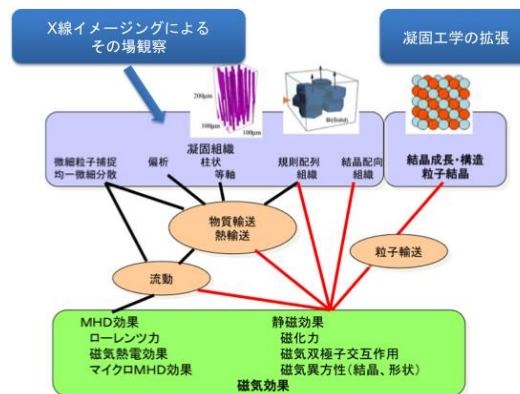 X線イメージングによる
その場観察
凝固工学の拡張
200μm
100μm
100μm
Bi(Solid)
凝固組織
微細粒子捕捉
均一微細分散
偏析
柱状
等軸
規則配列
組織
結晶配向
組織
結晶成長・構造
粒子結晶
物質輸送
熱輸送
粒子輸送
流動
MHD効果
ローレンツ力
磁気熱電効果
マイクロMHD効果
静磁効果
磁化力
磁気双極子交互作用
磁気異方性(結晶、形状)
磁気効果